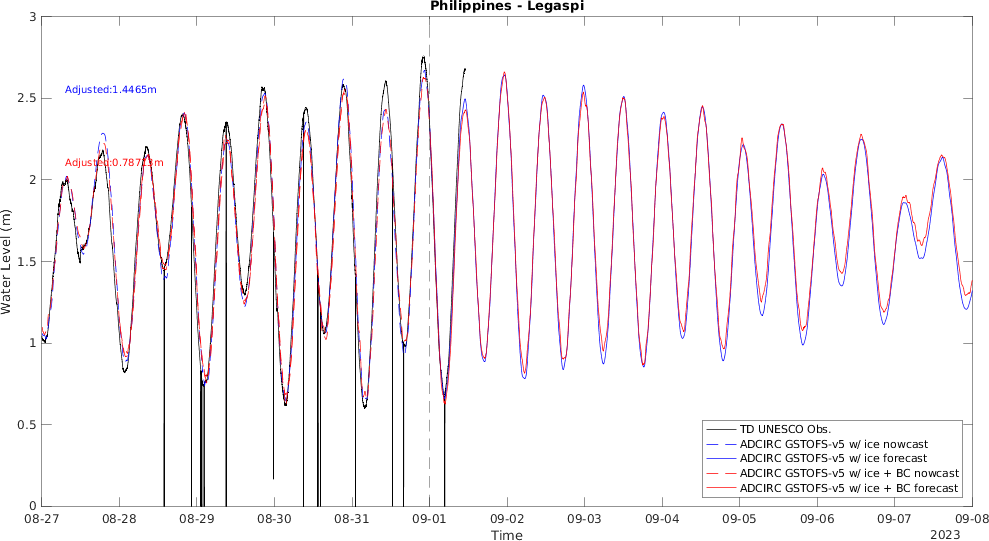 Philippines - Legaspi
Water Level (m)
3
2.5
2
1.5
1
0.5
0
Adjusted:1.4465m
08-27
08-28
08-29
08-30
08-31
09-01
09-02
09-03
09-04
09-05
09-06
09-07
09-08
Time
2023
TD UNESCO Obs.
ADCIRC GSTOFS-v5 w/ ice nowcast
ADCIRC GSTOFS-v5 w/ ice forecast
ADCIRC GSTOFS-v5 w/ ice + BC nowcast
ADCIRC GSTOFS-v5 w/ ice + BC forecast